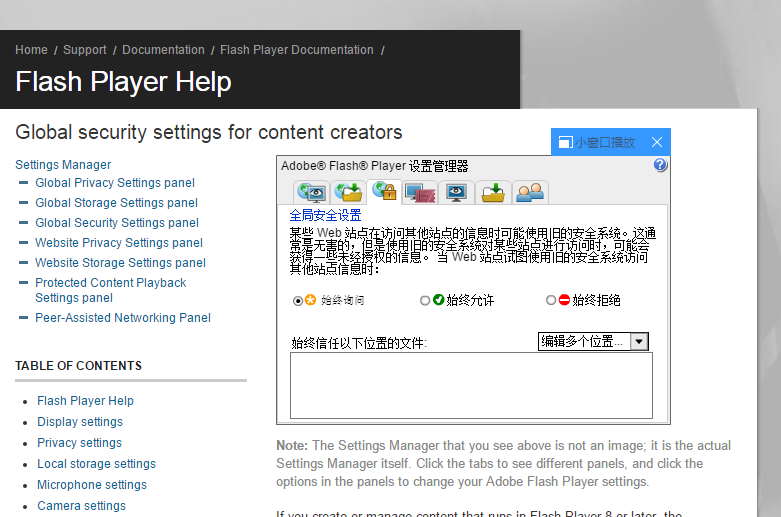 Home / Support / Documentation / Flash Player Documentation /
Flash Player Help
Global security settings for content creators
Settings Manager
Global Privacy Settings panel
Global Storage Settings panel
Global Security Settings panel
Website Privacy Settings panel
Website Storage Settings panel
Protected Content Playback
Settings panel
Peer-Assisted Networking Panel
TABLE OF CONTENTS
Flash Player Help
Display settings
Privacy settings
Local storage settings
Microphone settings
Camera settings
小窗口播放
Adobe® Flash® Player 设置管理器
全局安全设置
某些 Web 站点在访问其他站点的信息时可能使用旧的安全系统。这通
常是无害的，但是使用旧的安全系统对某些站点进行访问时，可能会
获得一些未经授权的信息。当 Web 站点试图使用旧的安全系统访问
其他站点信息时：
始终询问 始终允许 始终拒绝
始终信任以下位置的文件: 编辑多个位置...
Note: The Settings Manager that you see above is not an image; it is the actual
Settings Manager itself. Click the tabs to see different panels, and click the
options in the panels to change your Adobe Flash Player settings.
If you create or manage content that runs in Flash Player 8 or later, the